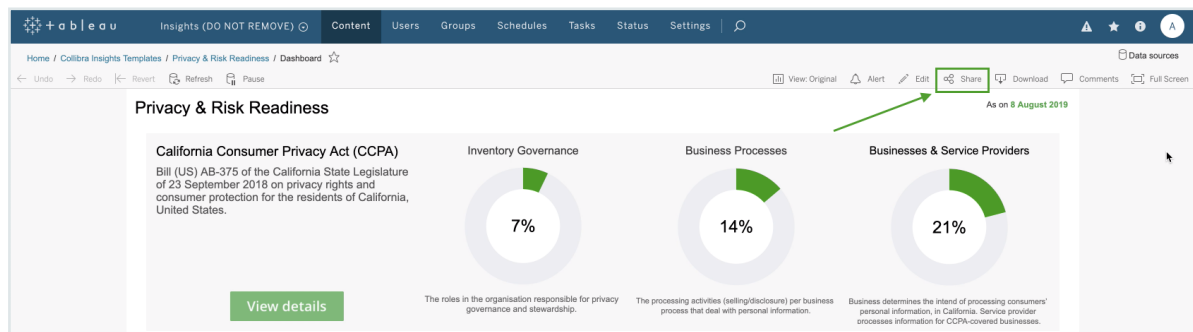 tableau Insights (DO NOT REMOVE) Content Users Groups Schedules Tasks Status Settings A
Home / Collibra Insights Templates / Privacy & Risk Readiness / Dashboard Data sources
Undo Redo Revert Refresh Pause View: Original Alert Edit Share Download Comments Full Screen
Privacy & Risk Readiness As on 8 August 2019
California Consumer Privacy Act (CCPA)
Bill (US) AB-375 of the California State Legislature
of 23 September 2018 on privacy rights and
consumer protection for the residents of California,
United States.
View details
Inventory Governance
7%
The roles in the organisation responsible for privacy
governance and stewardship.
Business Processes
14%
The processing activities (selling/disclosure) per business
process that deal with personal information.
Businesses & Service Providers
21%
Business determines the intend of processing consumers'
personal information, in California. Service provider
processes information for CCPA-covered businesses.